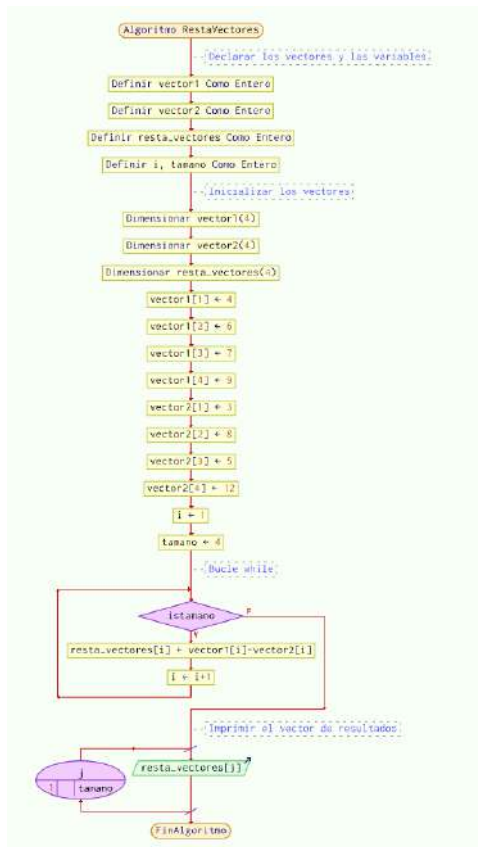 Algoritmo RestaVectores
Declarar los vectores y las variables
Definir vector1 Como Entero
Definir vector2 Como Entero
Definir resta_vectores Como Entero
Definir i, tamano Como Entero
Inicializar los vectores
Dimensionar vector1(4)
Dimensionar vector2(4)
Dimensionar resta_vectores(4)
vector1[1] ← 4
vector1[2] ← 6
vector1[3] ← 7
vector1[4] ← 9
vector2[1] ← 3
vector2[2] ← 8
vector2[3] ← 5
vector2[4] ← 12
i ← 1
tamano ← 4
Bucle while
i≤tamano
F
V
resta_vectores[i] ← vector1[i]-vector2[i]
i ← i+1
Imprimir el vector de resultados
resta_vectores[j]
j
1 tamano
FinAlgoritmo